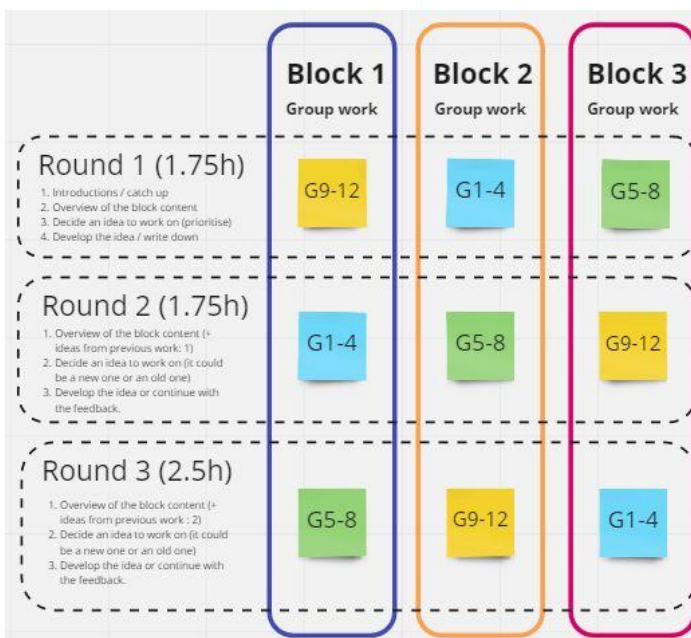 Block 1
Block 2
Block 3
Group work
Group work
Group work
Round 1 (1.75h)
1. Introductions / catch up
2. Overview of the block content
3. Decide an idea to work on (prioritise)
4. Develop the idea / write down
G9-12
G1-4
G5-8
Round 2 (1.75h)
1. Overview of the block content (+
ideas from previous work: 1)
2. Decide an idea to work on (it could
be a new one or an old one)
3. Develop the idea or continue with
the feedback.
G1-4
G5-8
G9-12
Round 3 (2.5h)
1. Overview of the block content (+
ideas from previous work : 2)
2. Decide an idea to work on (it could
be a new one or an old one)
3. Develop the idea or continue with
the feedback.
G5-8
G9-12
G1-4